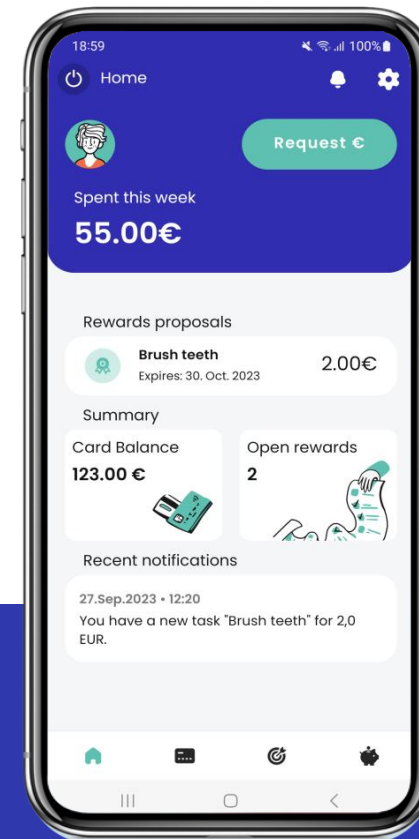 18:59 100%
Home
Request €
Spent this week
55.00€
Rewards proposals
Brush teeth
Expires: 30. Oct. 2023
2.00€
Summary
Card Balance
123.00 €
Open rewards
2
Recent notifications
27.Sep.2023 • 12:20
You have a new task "Brush teeth" for 2,0
EUR.